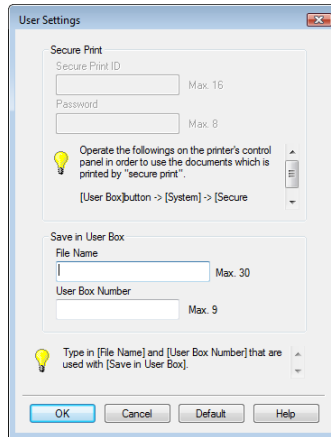 User Settings
Secure Print
Secure Print ID
Max. 16
Password
Max. 8
Operate the followings on the printer's control
panel in order to use the documents which is
printed by "secure print".
[User Box]button -> [System] -> [Secure
Save in User Box
File Name
Max. 30
User Box Number
Max. 9
Type in [File Name] and [User Box Number] that are
used with [Save in User Box].
OK
Cancel
Default
Help